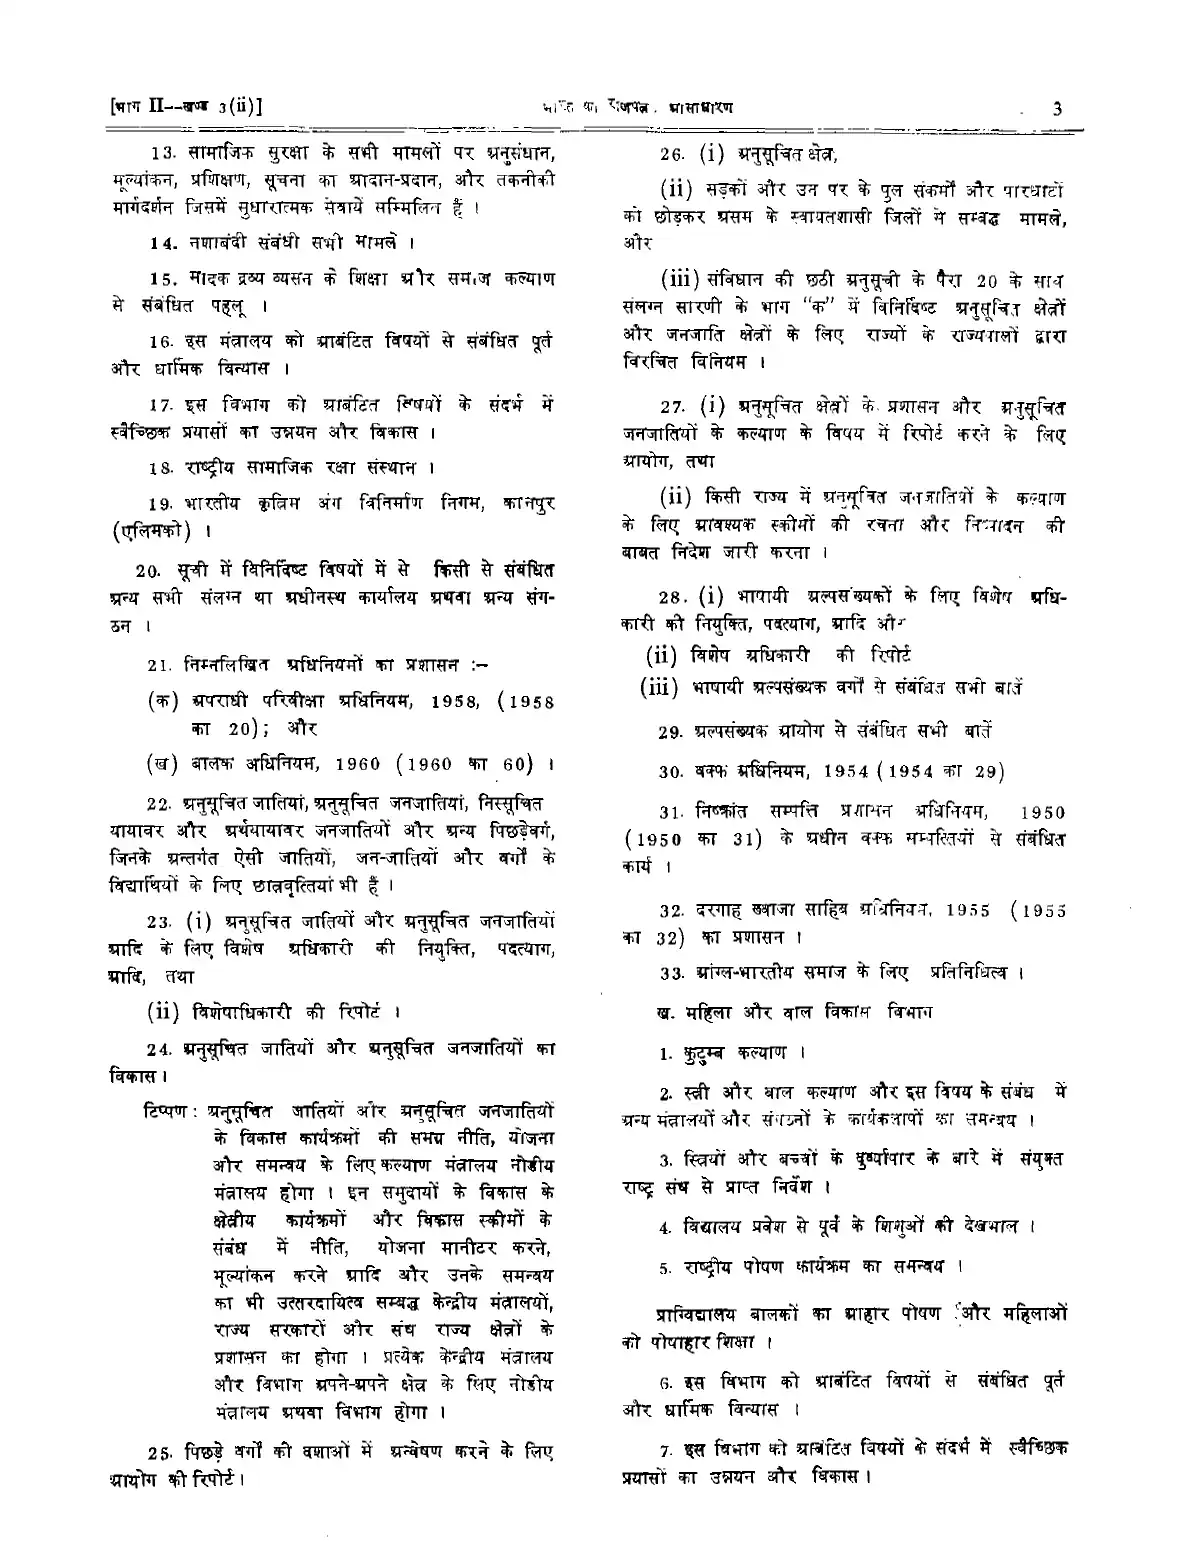 [भाग II--खण्ड 3(ii)]
भारत का राजपत्र : असाधारण
3
13. सामाजिक सुरक्षा के सभी मामलों पर अनुसंधान,
मूल्यांकन, प्रशिक्षण, सूचना का आदान-प्रदान, और तकनीकी
मार्गदर्शन जिसमें सुधारात्मक सेवायें सम्मिलित हैं ।
14. नशाबंदी संबंधी सभी मामले ।
15. मादक द्रव्य व्यसन के शिक्षा और समाज कल्याण
से संबंधित पहलू ।
16. इस मंत्रालय को आबंटित विषयों से संबंधित पूर्त
और धार्मिक विन्यास ।
17. इस विभाग को आबंटित विषयों के संदर्भ में
स्वैच्छिक प्रयासों का उन्नयन और विकास ।
18. राष्ट्रीय सामाजिक रक्षा संस्थान ।
19. भारतीय कृत्रिम अंग विनिर्माण निगम, कानपुर
(एलिमको) ।
20. सूची में विनिर्दिष्ट विषयों में से किसी से संबंधित
अन्य सभी संलग्न था अधीनस्थ कार्यालय अथवा अन्य संग-
ठन ।
21. निम्नलिखित अधिनियमों का प्रशासन :-
(क) अपराधी परिवीक्षा अधिनियम, 1958, (1958
का 20); और
(ख) बालक अधिनियम, 1960 (1960 का 60) ।
22. अनुसूचित जातियां, अनुसूचित जनजातियां, निस्सूचित
यायावर और अर्धयायावर जनजातियों और अन्य पिछड़ेवर्ग,
जिनके अन्तर्गत ऐसी जातियों, जन-जातियों और वर्गों के
विद्यार्थियों के लिए छात्रवृत्तियां भी हैं ।
23. (i) अनुसूचित जातियों और अनुसूचित जनजातियों
आदि के लिए विशेष अधिकारी की नियुक्ति, पदत्याग,
आदि, तथा
(ii) विशेषाधिकारी की रिपोर्ट ।
24. अनुसूचित जातियों और अनुसूचित जनजातियों का
विकास ।
टिप्पण : अनुसूचित जातियों और अनुसूचित जनजातियों
के विकास कार्यक्रमों की समग्र नीति, योजना
और समन्वय के लिए कल्याण मंत्रालय नोडीय
मंत्रालय होगा । इन समुदायों के विकास के
क्षेत्रीय कार्यक्रमों और विकास स्कीमों के
संबंध में नीति, योजना मानीटर करने,
मूल्यांकन करने आदि और उनके समन्वय
का भी उत्तरदायित्व सम्बद्ध केन्द्रीय मंत्रालयों,
राज्य सरकारों और संघ राज्य क्षेत्रों के
प्रशासन का होगा । प्रत्येक केन्द्रीय मंत्रालय
और विभाग अपने-अपने क्षेत्र के लिए नोडीय
मंत्रालय अथवा विभाग होगा ।
25. पिछड़े वर्गों की दशाओं में अन्वेषण करने के लिए
आयोग की रिपोर्ट ।
26. (i) अनुसूचित क्षेत्र,
(ii) सड़कों और उन पर के पुल संकर्मों और पारघाटों
को छोड़कर असम के स्वायतशासी जिलों से सम्बद्ध मामले,
और
(iii) संविधान की छठी अनुसूची के पैरा 20 के साथ
संलग्न सारणी के भाग "क" में विनिर्दिष्ट अनुसूचित क्षेत्रों
और जनजाति क्षेत्रों के लिए राज्यों के राज्यपालों द्वारा
विरचित विनियम ।
27. (i) अनुसूचित क्षेत्रों के प्रशासन और अनुसूचित
जनजातियों के कल्याण के विषय में रिपोर्ट करने के लिए
आयोग, तथा
(ii) किसी राज्य में अनुसूचित जनजातियों के कल्याण
के लिए आवश्यक स्कीमों की रचना और निष्पादन की
बाबत निदेश जारी करना ।
28. (i) भाषायी अल्पसंख्यकों के लिए विशेष अधि-
कारी की नियुक्ति, पदत्याग, आदि और
(ii) विशेष अधिकारी की रिपोर्ट
(iii) भाषायी अल्पसंख्यक वर्गों से संबंधित सभी बातें
29. अल्पसंख्यक आयोग से संबंधित सभी बातें
30. वक्फ अधिनियम, 1954 (1954 का 29)
31. निष्क्रांत सम्पत्ति प्रशासन अधिनियम, 1950
(1950 का 31) के अधीन वक्फ सम्पत्तियों से संबंधित
कार्य ।
32. दरगाह ख्वाजा साहिब अधिनियम, 1955 (1955
का 32) का प्रशासन ।
33. आंग्ल-भारतीय समाज के लिए प्रतिनिधित्व ।
ख. महिला और बाल विकास विभाग
1. कुटुम्ब कल्याण ।
2. स्त्री और बाल कल्याण और इस विषय के संबंध में
अन्य मंत्रालयों और संगठनों के कार्यकलापों का समन्वय ।
3. स्त्रियों और बच्चों के दुर्व्यापार के बारे में संयुक्त
राष्ट्र संघ से प्राप्त निर्देश ।
4. विद्यालय प्रवेश से पूर्व के शिशुओं की देखभाल ।
5. राष्ट्रीय पोषण कार्यक्रम का समन्वय ।
प्राग्विद्यालय बालकों का आहार पोषण और महिलाओं
को पोषाहार शिक्षा ।
6. इस विभाग को आबंटित विषयों से संबंधित पूर्त
और धार्मिक विन्यास ।
7. इस विभाग को आबंटित विषयों के संदर्भ में स्वैच्छिक
प्रयासों का उन्नयन और विकास ।